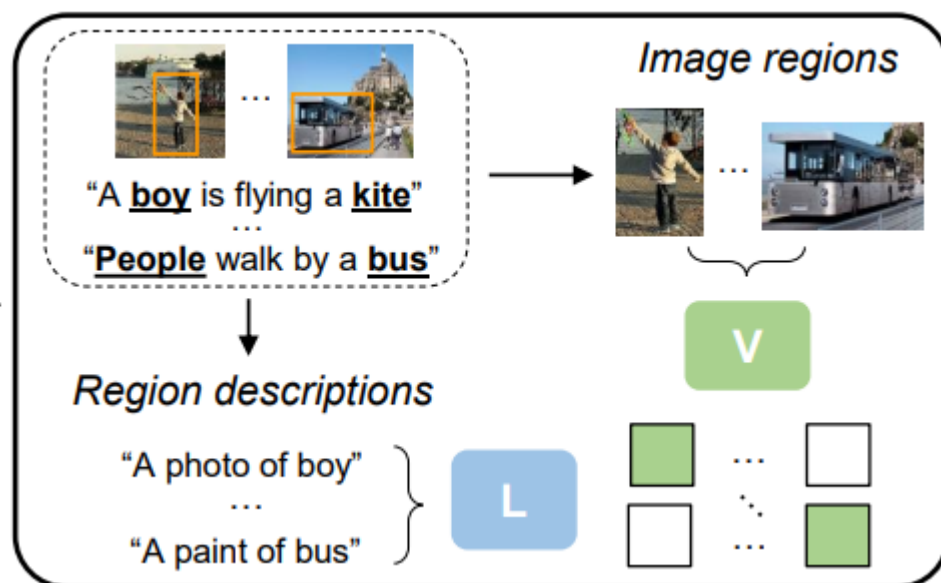 Image regions
...
"A boy is flying a kite"
...
"People walk by a bus"
...
V
Region descriptions
"A photo of boy"
...
"A paint of bus"
L
...
...
...